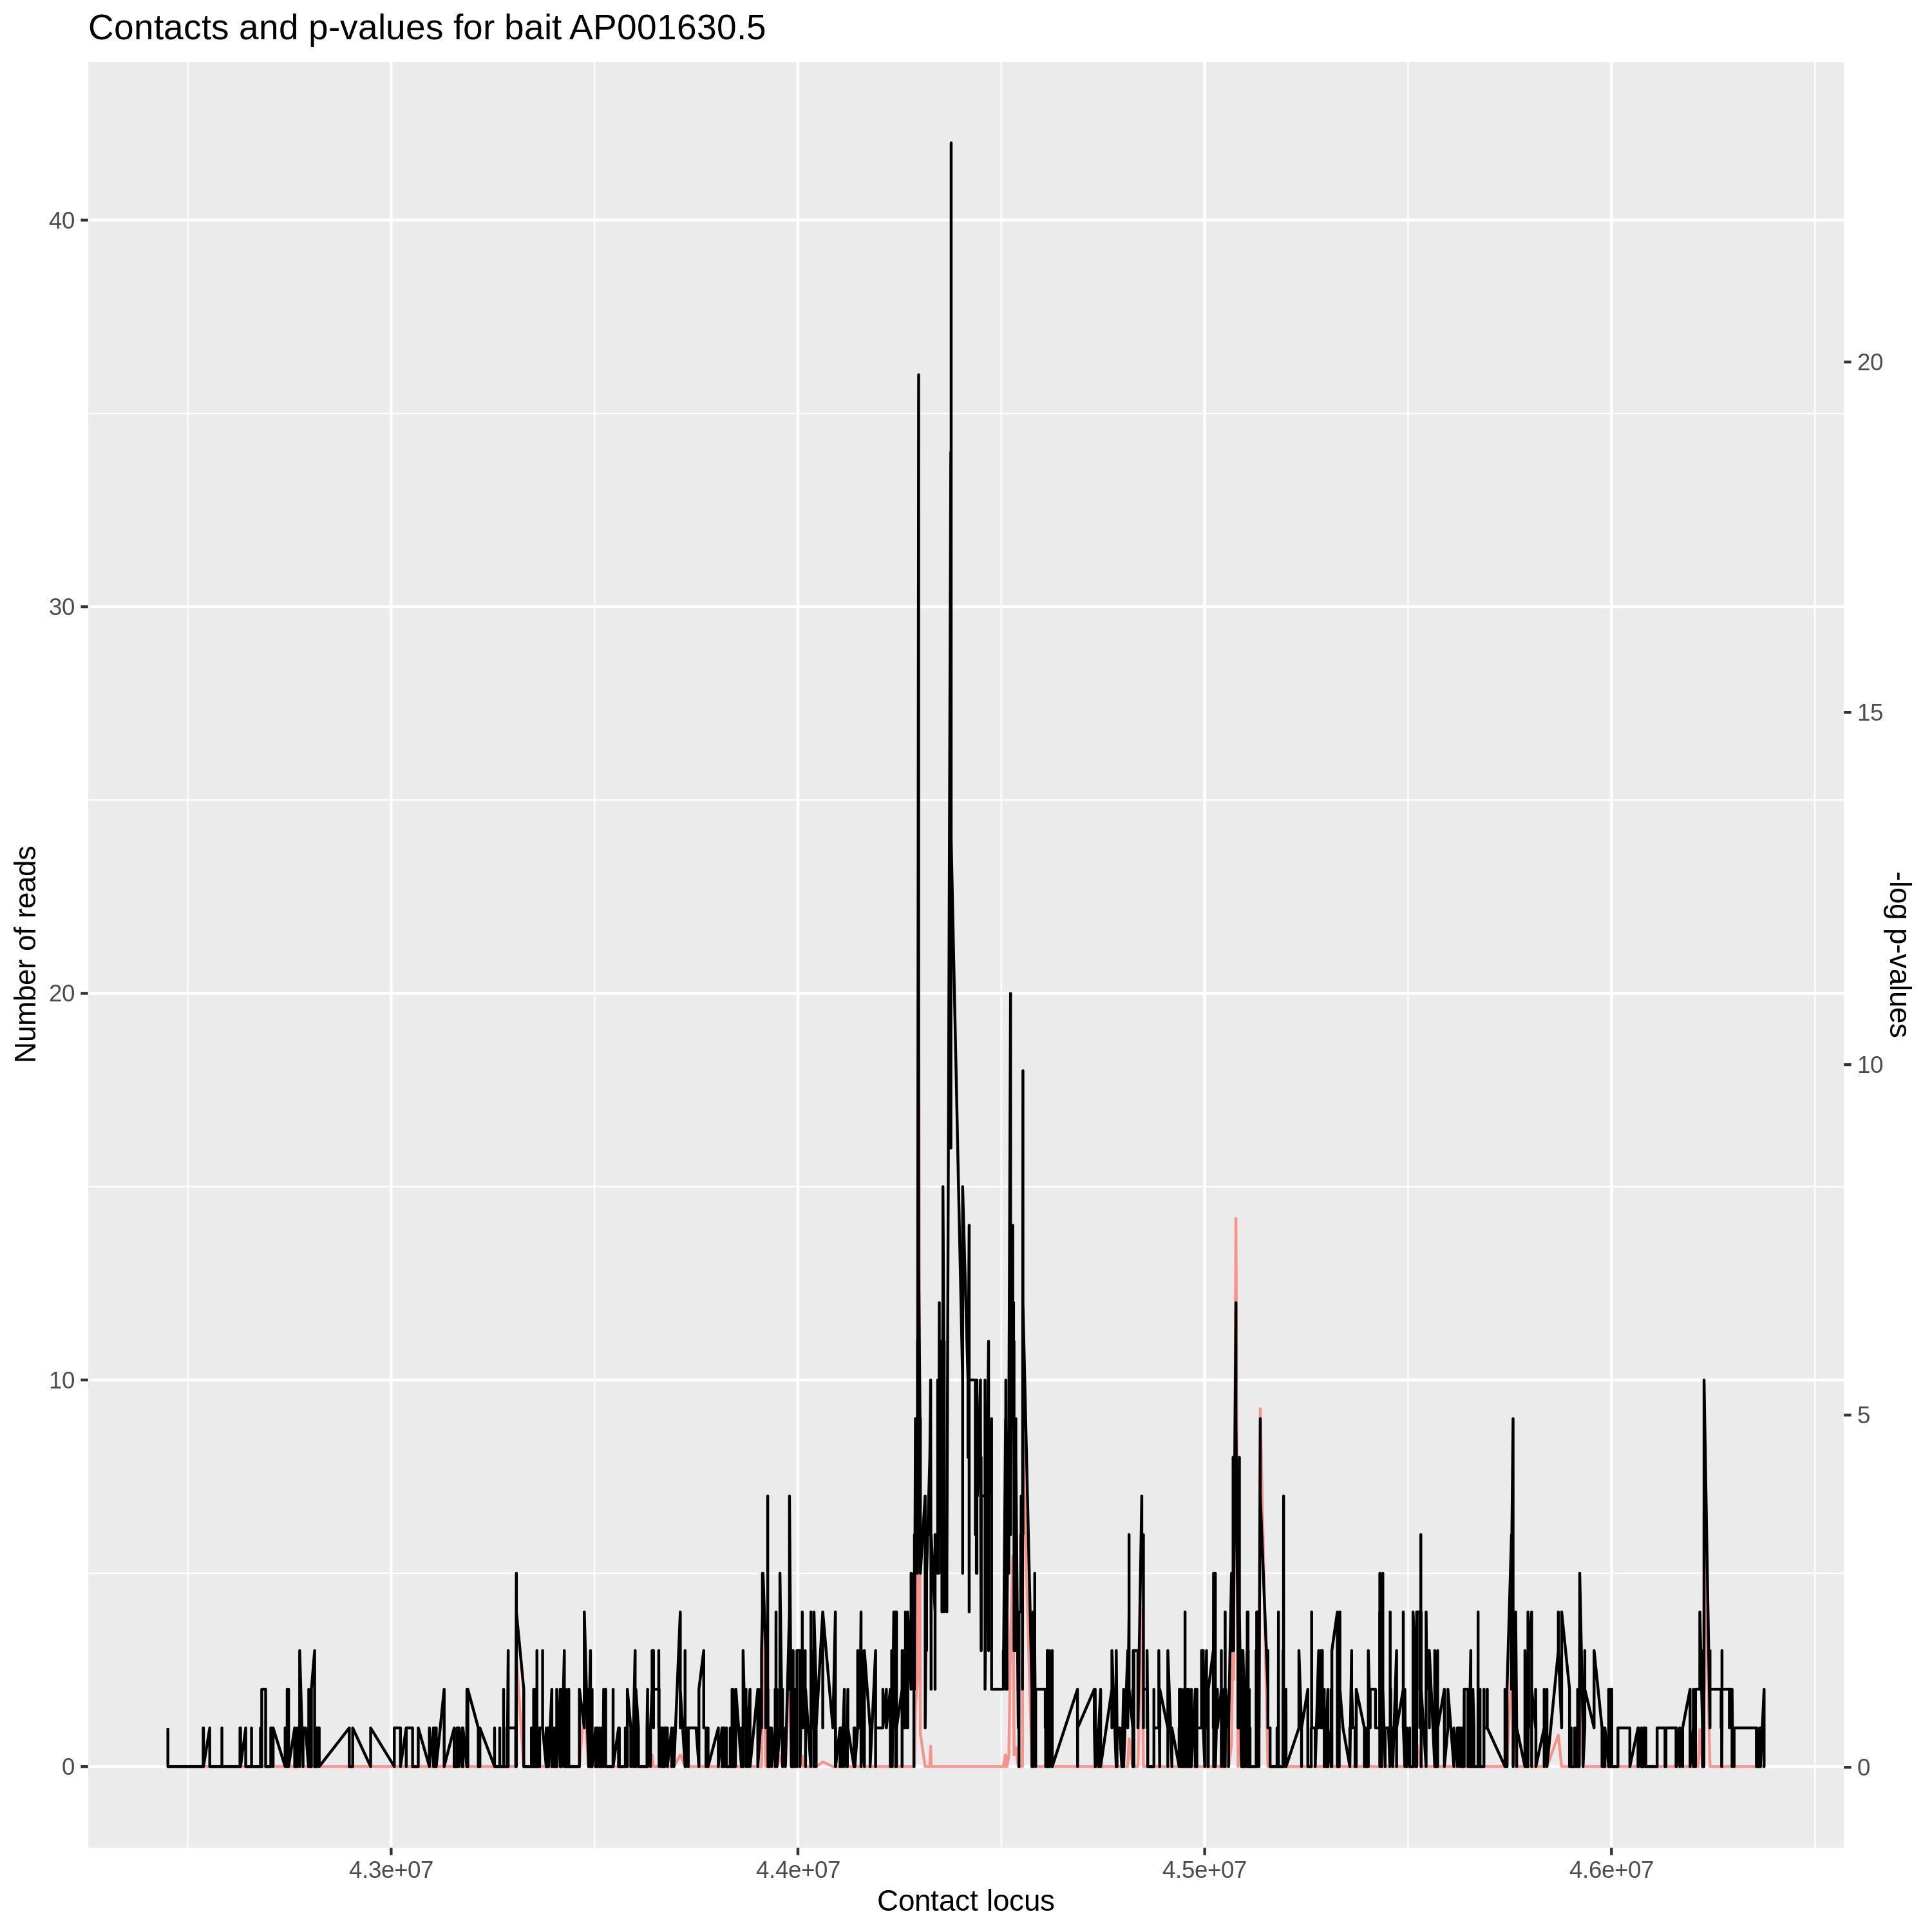 Contacts and p-values for bait AP001630.5
40
30
20
10
0
Number of reads
20
15
10
5
0
-log p-values
4.3e+07
4.4e+07
4.5e+07
4.6e+07
Contact locus